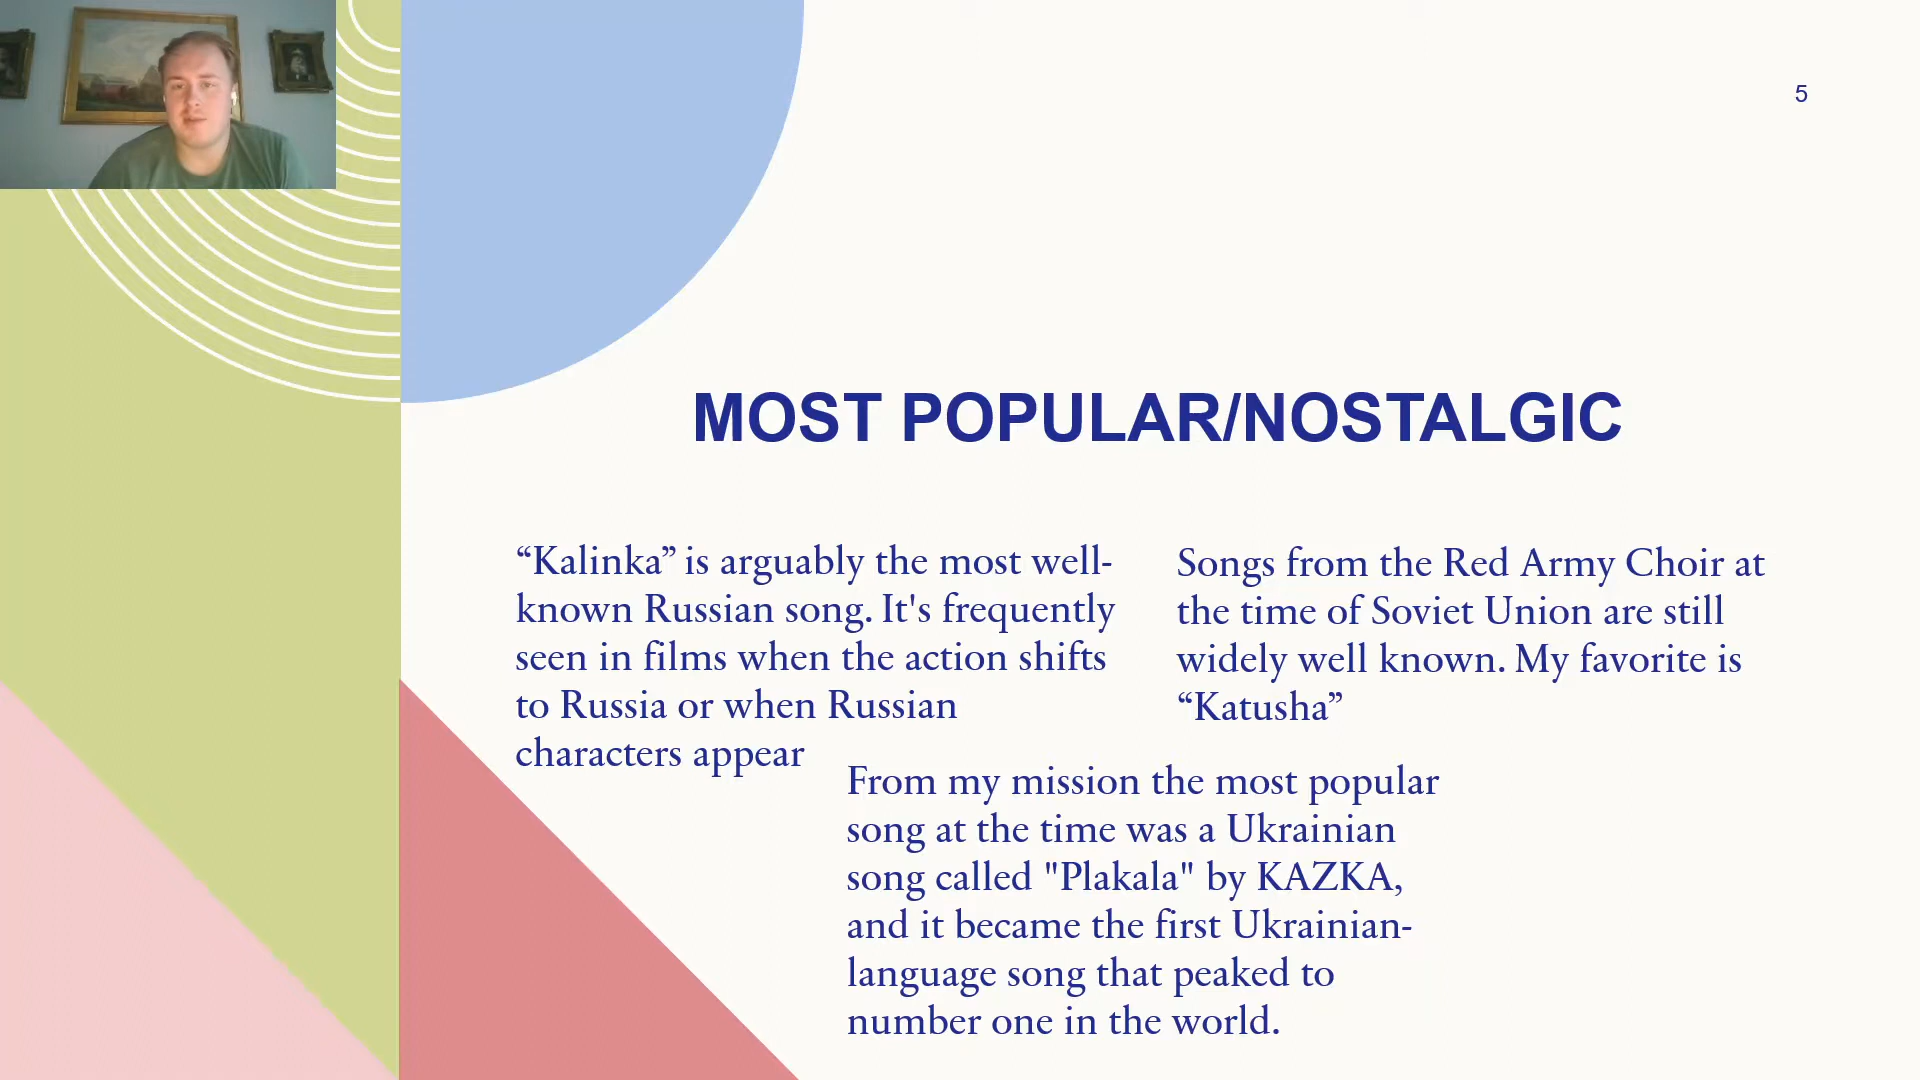 5
MOST POPULAR/NOSTALGIC
“Kalinka” is arguably the most well-
known Russian song. It's frequently
seen in films when the action shifts
to Russia or when Russian
characters appear
Songs from the Red Army Choir at
the time of Soviet Union are still
widely well known. My favorite is
“Katusha”
From my mission the most popular
song at the time was a Ukrainian
song called "Plakala" by KAZKA,
and it became the first Ukrainian-
language song that peaked to
number one in the world.